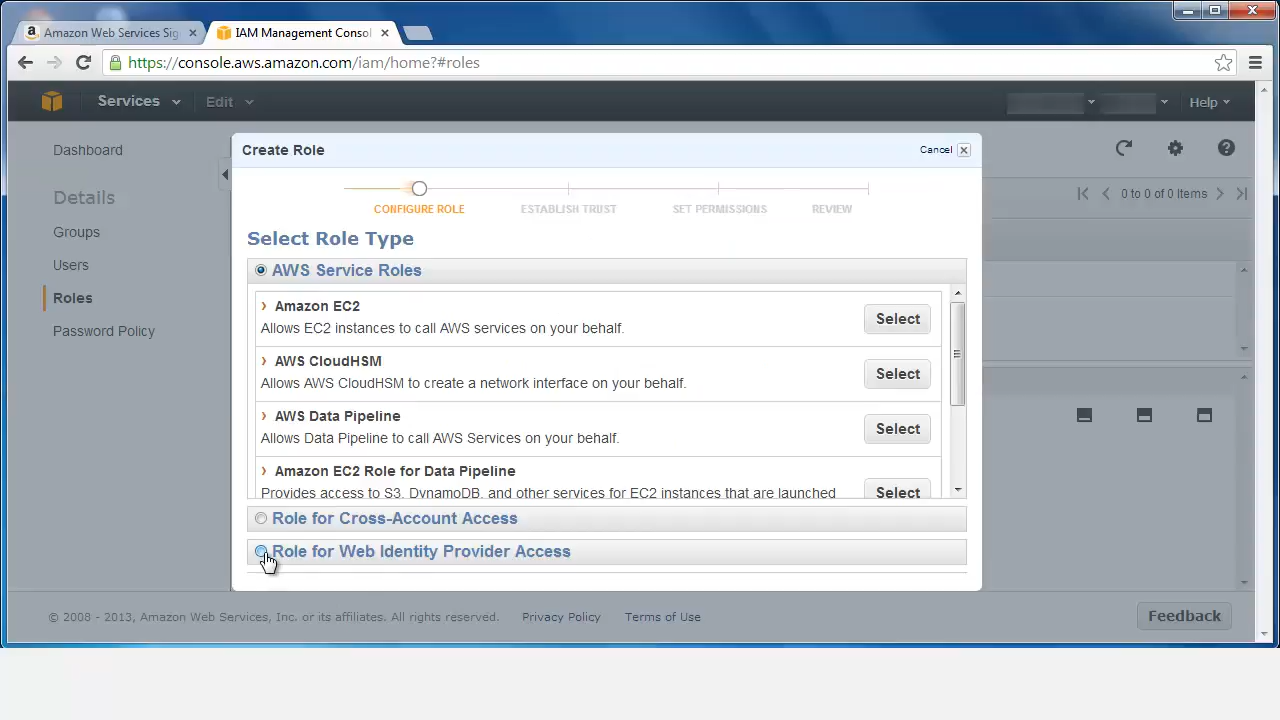 Amazon Web Services Sig
IAM Management Consol
https://console.aws.amazon.com/iam/home?#roles
Services
Edit
Help
Dashboard
Details
Groups
Users
Roles
Password Policy
0 to 0 of 0 Items
Create Role
Cancel
CONFIGURE ROLE
ESTABLISH TRUST
SET PERMISSIONS
REVIEW
Select Role Type
AWS Service Roles
Amazon EC2
Allows EC2 instances to call AWS services on your behalf.
Select
AWS CloudHSM
Allows AWS CloudHSM to create a network interface on your behalf.
Select
AWS Data Pipeline
Allows Data Pipeline to call AWS Services on your behalf.
Select
Amazon EC2 Role for Data Pipeline
Provides access to S3, DynamoDB, and other services for EC2 instances that are launched
Select
Role for Cross-Account Access
Role for Web Identity Provider Access
© 2008 - 2013, Amazon Web Services, Inc. or its affiliates. All rights reserved.
Privacy Policy
Terms of Use
Feedback